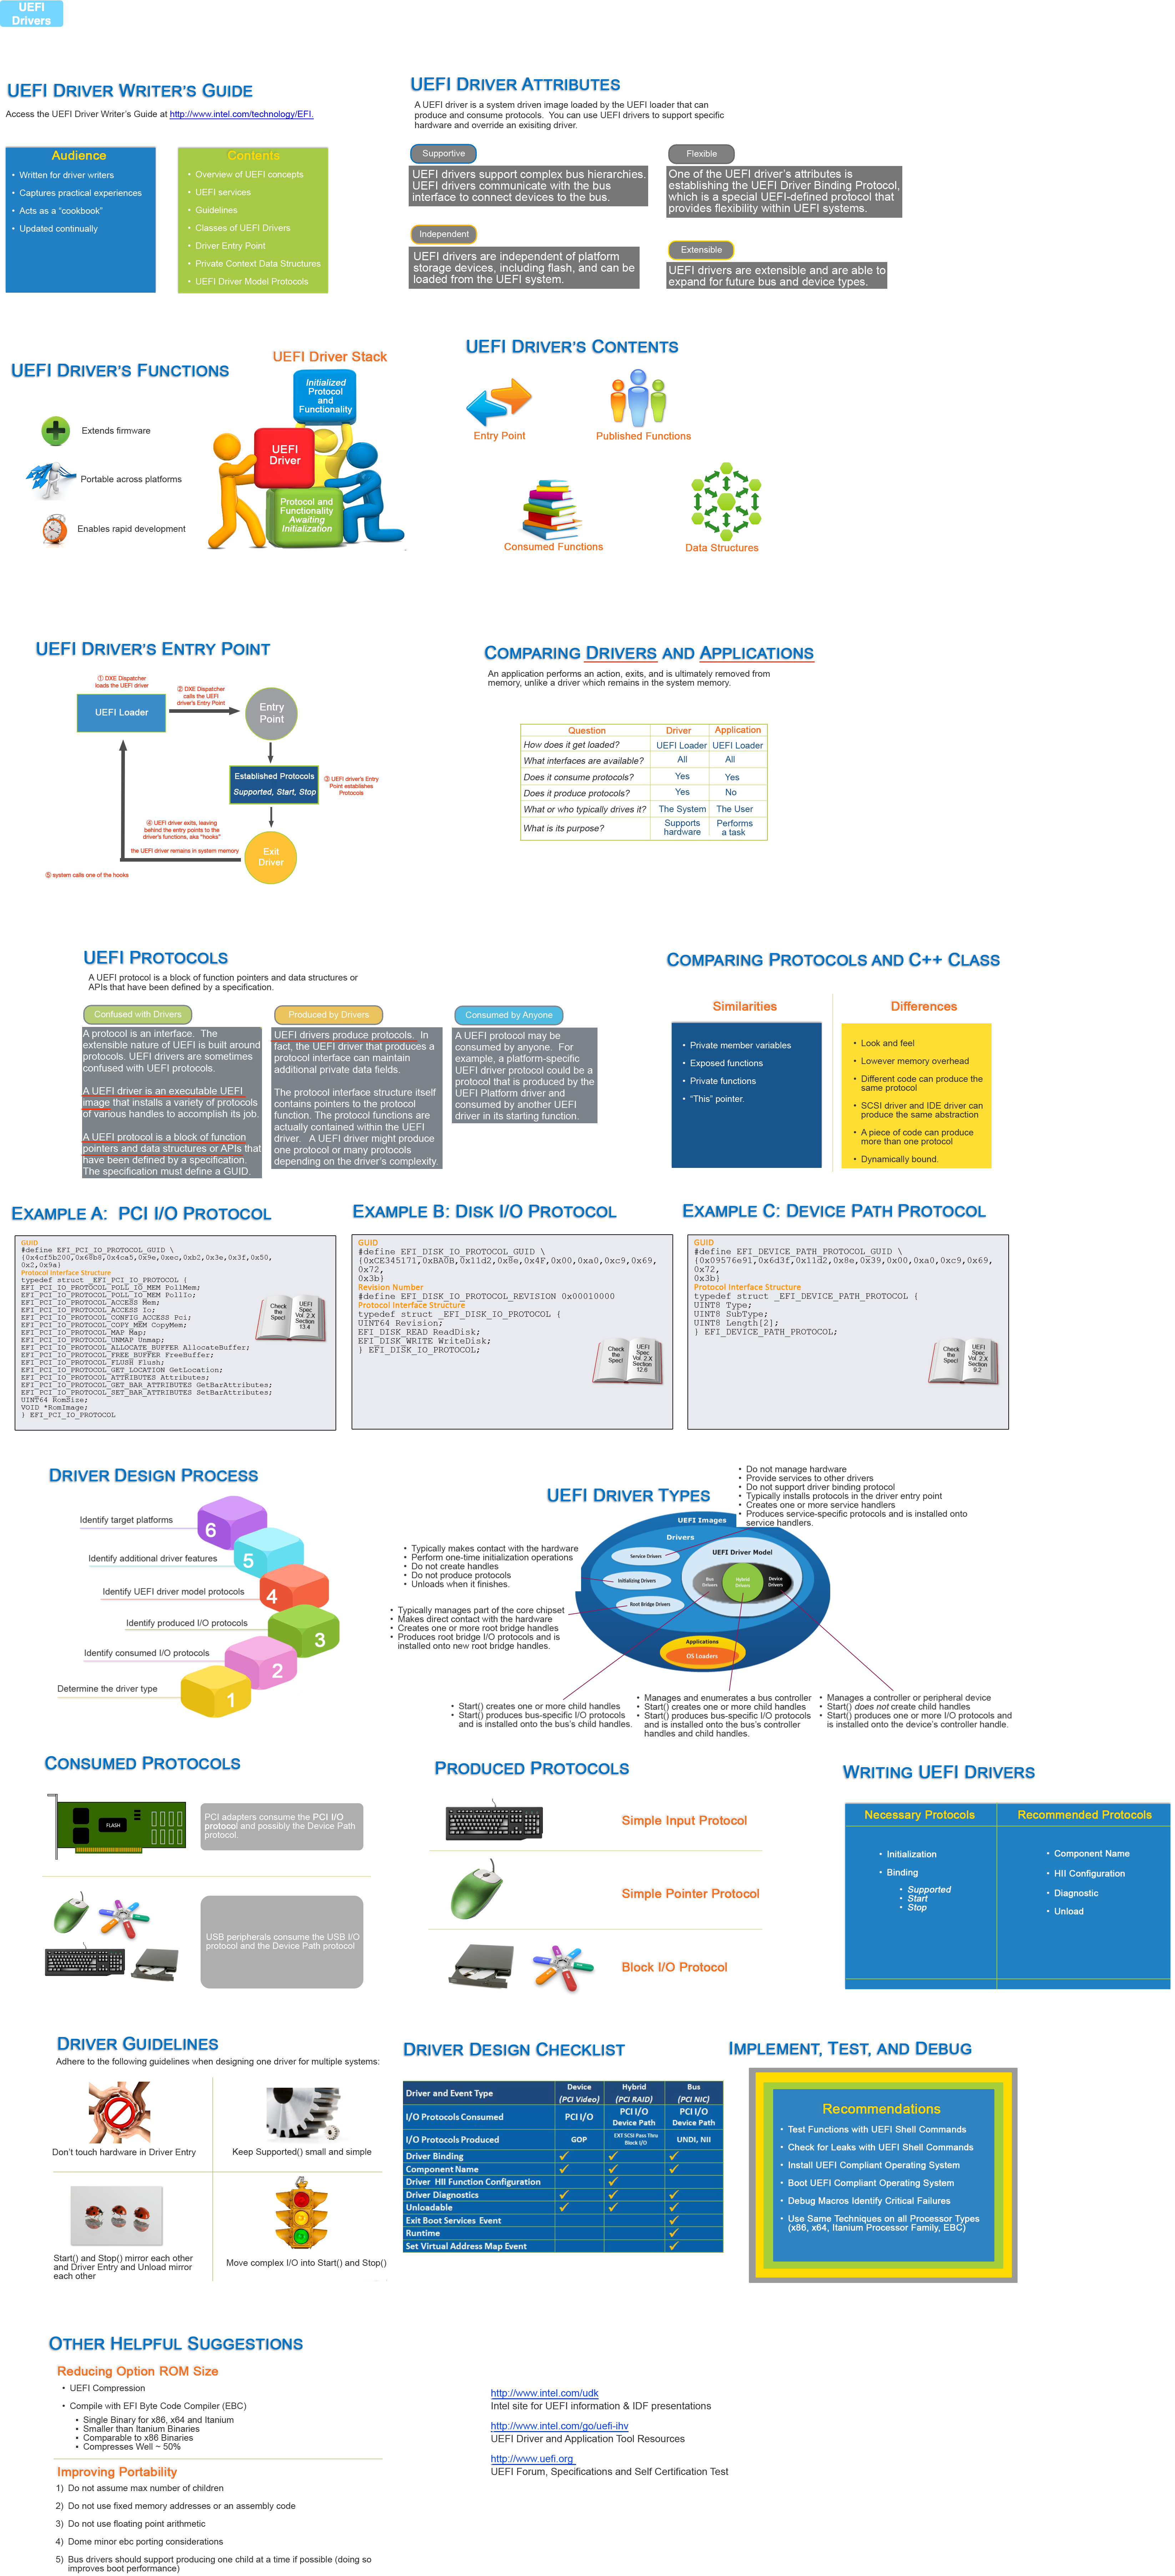 UEFI
Drivers
UEFI DRIVER WRITER'S GUIDE
Access the UEFI Driver Writer's Guide at http://www.intel.com/technology/EFI.
Audience
• Written for driver writers
• Captures practical experiences
• Acts as a "cookbook"
• Updated continually
Contents
• Overview of UEFI concepts
• UEFI services
• Guidelines
• Classes of UEFI Drivers
• Driver Entry Point
• Private Context Data Structures
• UEFI Driver Model Protocols
UEFI DRIVER ATTRIBUTES
A UEFI driver is a system driven image loaded by the UEFI loader that can
produce and consume protocols. You can use UEFI drivers to support specific
hardware and override an exisiting driver.
Supportive
UEFI drivers support complex bus hierarchies.
UEFI drivers communicate with the bus
interface to connect devices to the bus.
Flexible
One of the UEFI driver's attributes is
establishing the UEFI Driver Binding Protocol,
which is a special UEFI-defined protocol that
provides flexibility within UEFI systems.
Independent
UEFI drivers are independent of platform
storage devices, including flash, and can be
loaded from the UEFI system.
Extensible
UEFI drivers are extensible and are able to
expand for future bus and device types.
UEFI DRIVER'S FUNCTIONS
Extends firmware
Portable across platforms
Enables rapid development
UEFI Driver Stack
Initialized
Protocol
and
Functionality
UEFI
Driver
Protocol and
Functionality
Awaiting
Initialization
UEFI DRIVER'S CONTENTS
Entry Point
Published Functions
Consumed Functions
Data Structures
UEFI DRIVER'S ENTRY POINT
① DXE Dispatcher
loads the UEFI driver
UEFI Loader
② DXE Dispatcher
calls the UEFI
driver's Entry Point
Entry
Point
Established Protocols
Supported, Start, Stop
③ UEFI driver's Entry
Point establishes
Protocols
④ UEFI driver exits, leaving
behind the entry points to the
driver's functions, aka "hooks"
the UEFI driver remains in system memory
Exit
Driver
⑤ system calls one of the hooks
COMPARING DRIVERS AND APPLICATIONS
An application performs an action, exits, and is ultimately removed from
memory, unlike a driver which remains in the system memory.
Question Driver Application
How does it get loaded? UEFI Loader UEFI Loader
What interfaces are available? All All
Does it consume protocols? Yes Yes
Does it produce protocols? Yes No
What or who typically drives it? The System The User
What is its purpose? Supports hardware Performs a task
UEFI PROTOCOLS
A UEFI protocol is a block of function pointers and data structures or
APIs that have been defined by a specification.
Confused with Drivers
A protocol is an interface. The
extensible nature of UEFI is built around
protocols. UEFI drivers are sometimes
confused with UEFI protocols.
A UEFI driver is an executable UEFI
image that installs a variety of protocols
of various handles to accomplish its job.
A UEFI protocol is a block of function
pointers and data structures or APIs that
have been defined by a specification.
The specification must define a GUID.
Produced by Drivers
UEFI drivers produce protocols. In
fact, the UEFI driver that produces a
protocol interface can maintain
additional private data fields.
The protocol interface structure itself
contains pointers to the protocol
function. The protocol functions are
actually contained within the UEFI
driver. A UEFI driver might produce
one protocol or many protocols
depending on the driver's complexity.
Consumed by Anyone
A UEFI protocol may be
consumed by anyone. For
example, a platform-specific
UEFI driver protocol could be a
protocol that is produced by the
UEFI Platform driver and
consumed by another UEFI
driver in its starting function.
COMPARING PROTOCOLS AND C++ CLASS
Similarities
• Private member variables
• Exposed functions
• Private functions
• "This" pointer.
Differences
• Look and feel
• Lowever memory overhead
• Different code can produce the
same protocol
• SCSI driver and IDE driver can
produce the same abstraction
• A piece of code can produce
more than one protocol
• Dynamically bound.
EXAMPLE A: PCI I/O PROTOCOL
GUID
#define EFI_PCI_IO_PROTOCOL_GUID \
{0x4cf5b200,0x68b8,0x4ca5,0x9e,0xec,0xb2,0x3e,0x3f,0x50,
0x2,0x9a}
Protocol Interface Structure
typedef struct _EFI_PCI_IO_PROTOCOL {
EFI_PCI_IO_PROTOCOL_POLL_IO_MEM PollMem;
EFI_PCI_IO_PROTOCOL_POLL_IO_MEM PollIo;
EFI_PCI_IO_PROTOCOL_ACCESS Mem;
EFI_PCI_IO_PROTOCOL_ACCESS Io;
EFI_PCI_IO_PROTOCOL_CONFIG_ACCESS Pci;
EFI_PCI_IO_PROTOCOL_COPY_MEM CopyMem;
EFI_PCI_IO_PROTOCOL_MAP Map;
EFI_PCI_IO_PROTOCOL_UNMAP Unmap;
EFI_PCI_IO_PROTOCOL_ALLOCATE_BUFFER AllocateBuffer;
EFI_PCI_IO_PROTOCOL_FREE_BUFFER FreeBuffer;
EFI_PCI_IO_PROTOCOL_FLUSH Flush;
EFI_PCI_IO_PROTOCOL_GET_LOCATION GetLocation;
EFI_PCI_IO_PROTOCOL_ATTRIBUTES Attributes;
EFI_PCI_IO_PROTOCOL_GET_BAR_ATTRIBUTES GetBarAttributes;
EFI_PCI_IO_PROTOCOL_SET_BAR_ATTRIBUTES SetBarAttributes;
UINT64 RomSize;
VOID *RomImage;
} EFI_PCI_IO_PROTOCOL
Check
the
Spec!
UEFI
Spec
Vol. 2.X
Section
13.4
EXAMPLE B: DISK I/O PROTOCOL
GUID
#define EFI_DISK_IO_PROTOCOL_GUID \
{0xCE345171,0xBA0B,0x11d2,0x8e,0x4F,0x00,0xa0,0xc9,0x69,
0x72,
0x3b}
Revision Number
#define EFI_DISK_IO_PROTOCOL_REVISION 0x00010000
Protocol Interface Structure
typedef struct _EFI_DISK_IO_PROTOCOL {
UINT64 Revision;
EFI_DISK_READ ReadDisk;
EFI_DISK_WRITE WriteDisk;
} EFI_DISK_IO_PROTOCOL;
Check
the
Spec!
UEFI
Spec
Vol. 2.X
Section
12.6
EXAMPLE C: DEVICE PATH PROTOCOL
GUID
#define EFI_DEVICE_PATH_PROTOCOL_GUID \
{0x09576e91,0x6d3f,0x11d2,0x8e,0x39,0x00,0xa0,0xc9,0x69,
0x72,
0x3b}
Protocol Interface Structure
typedef struct _EFI_DEVICE_PATH_PROTOCOL {
UINT8 Type;
UINT8 SubType;
UINT8 Length[2];
} EFI_DEVICE_PATH_PROTOCOL;
Check
the
Spec!
UEFI
Spec
Vol. 2.X
Section
9.2
DRIVER DESIGN PROCESS
Identify target platforms 6
Identify additional driver features 5
Identify UEFI driver model protocols 4
Identify produced I/O protocols 3
Identify consumed I/O protocols 2
Determine the driver type 1
UEFI DRIVER TYPES
• Do not manage hardware
• Provide services to other drivers
• Do not support driver binding protocol
• Typically installs protocols in the driver entry point
• Creates one or more service handlers
• Produces service-specific protocols and is installed onto
service handlers.
• Typically makes contact with the hardware
• Perform one-time initialization operations
• Do not create handles
• Do not produce protocols
• Unloads when it finishes.
• Typically manages part of the core chipset
• Makes direct contact with the hardware
• Creates one or more root bridge handles
• Produces root bridge I/O protocols and is
installed onto new root bridge handles.
UEFI Images
Drivers
Service Drivers
Initializing Drivers
Root Bridge Drivers
UEFI Driver Model
Bus
Drivers
Hybrid
Drivers
Device
Drivers
Applications
OS Loaders
• Start() creates one or more child handles
• Start() produces bus-specific I/O protocols
and is installed onto the bus's child handles.
• Manages and enumerates a bus controller
• Start() creates one or more child handles
• Start() produces bus-specific I/O protocols
and is installed onto the bus's controller
handles and child handles.
• Manages a controller or peripheral device
• Start() does not create child handles
• Start() produces one or more I/O protocols and
is installed onto the device's controller handle.
CONSUMED PROTOCOLS
FLASH
PCI adapters consume the PCI I/O
protocol and possibly the Device Path
protocol.
USB peripherals consume the USB I/O
protocol and the Device Path protocol
PRODUCED PROTOCOLS
Simple Input Protocol
Simple Pointer Protocol
Block I/O Protocol
WRITING UEFI DRIVERS
Necessary Protocols
• Initialization
• Binding
• Supported
• Start
• Stop
Recommended Protocols
• Component Name
• HII Configuration
• Diagnostic
• Unload
DRIVER GUIDELINES
Adhere to the following guidelines when designing one driver for multiple systems:
Don't touch hardware in Driver Entry
Keep Supported() small and simple
Start() and Stop() mirror each other
and Driver Entry and Unload mirror
each other
Move complex I/O into Start() and Stop()
DRIVER DESIGN CHECKLIST
Driver and Event Type Device (PCI Video) Hybrid (PCI RAID) Bus (PCI NIC)
I/O Protocols Consumed PCI I/O PCI I/O Device Path PCI I/O Device Path
I/O Protocols Produced GOP EXT SCSI Pass Thru Block I/O UNDI, NII
Driver Binding ✓ ✓ ✓
Component Name ✓ ✓ ✓
Driver HII Function Configuration ✓
Driver Diagnostics ✓ ✓ ✓
Unloadable ✓ ✓ ✓
Exit Boot Services Event ✓
Runtime ✓
Set Virtual Address Map Event ✓
IMPLEMENT, TEST, AND DEBUG
Recommendations
• Test Functions with UEFI Shell Commands
• Check for Leaks with UEFI Shell Commands
• Install UEFI Compliant Operating System
• Boot UEFI Compliant Operating System
• Debug Macros Identify Critical Failures
• Use Same Techniques on all Processor Types
(x86, x64, Itanium Processor Family, EBC)
OTHER HELPFUL SUGGESTIONS
Reducing Option ROM Size
• UEFI Compression
• Compile with EFI Byte Code Compiler (EBC)
• Single Binary for x86, x64 and Itanium
• Smaller than Itanium Binaries
• Comparable to x86 Binaries
• Compresses Well ~ 50%
Improving Portability
1) Do not assume max number of children
2) Do not use fixed memory addresses or an assembly code
3) Do not use floating point arithmetic
4) Dome minor ebc porting considerations
5) Bus drivers should support producing one child at a time if possible (doing so
improves boot performance)
http://www.intel.com/udk
Intel site for UEFI information & IDF presentations
http://www.intel.com/go/uefi-ihv
UEFI Driver and Application Tool Resources
http://www.uefi.org
UEFI Forum, Specifications and Self Certification Test